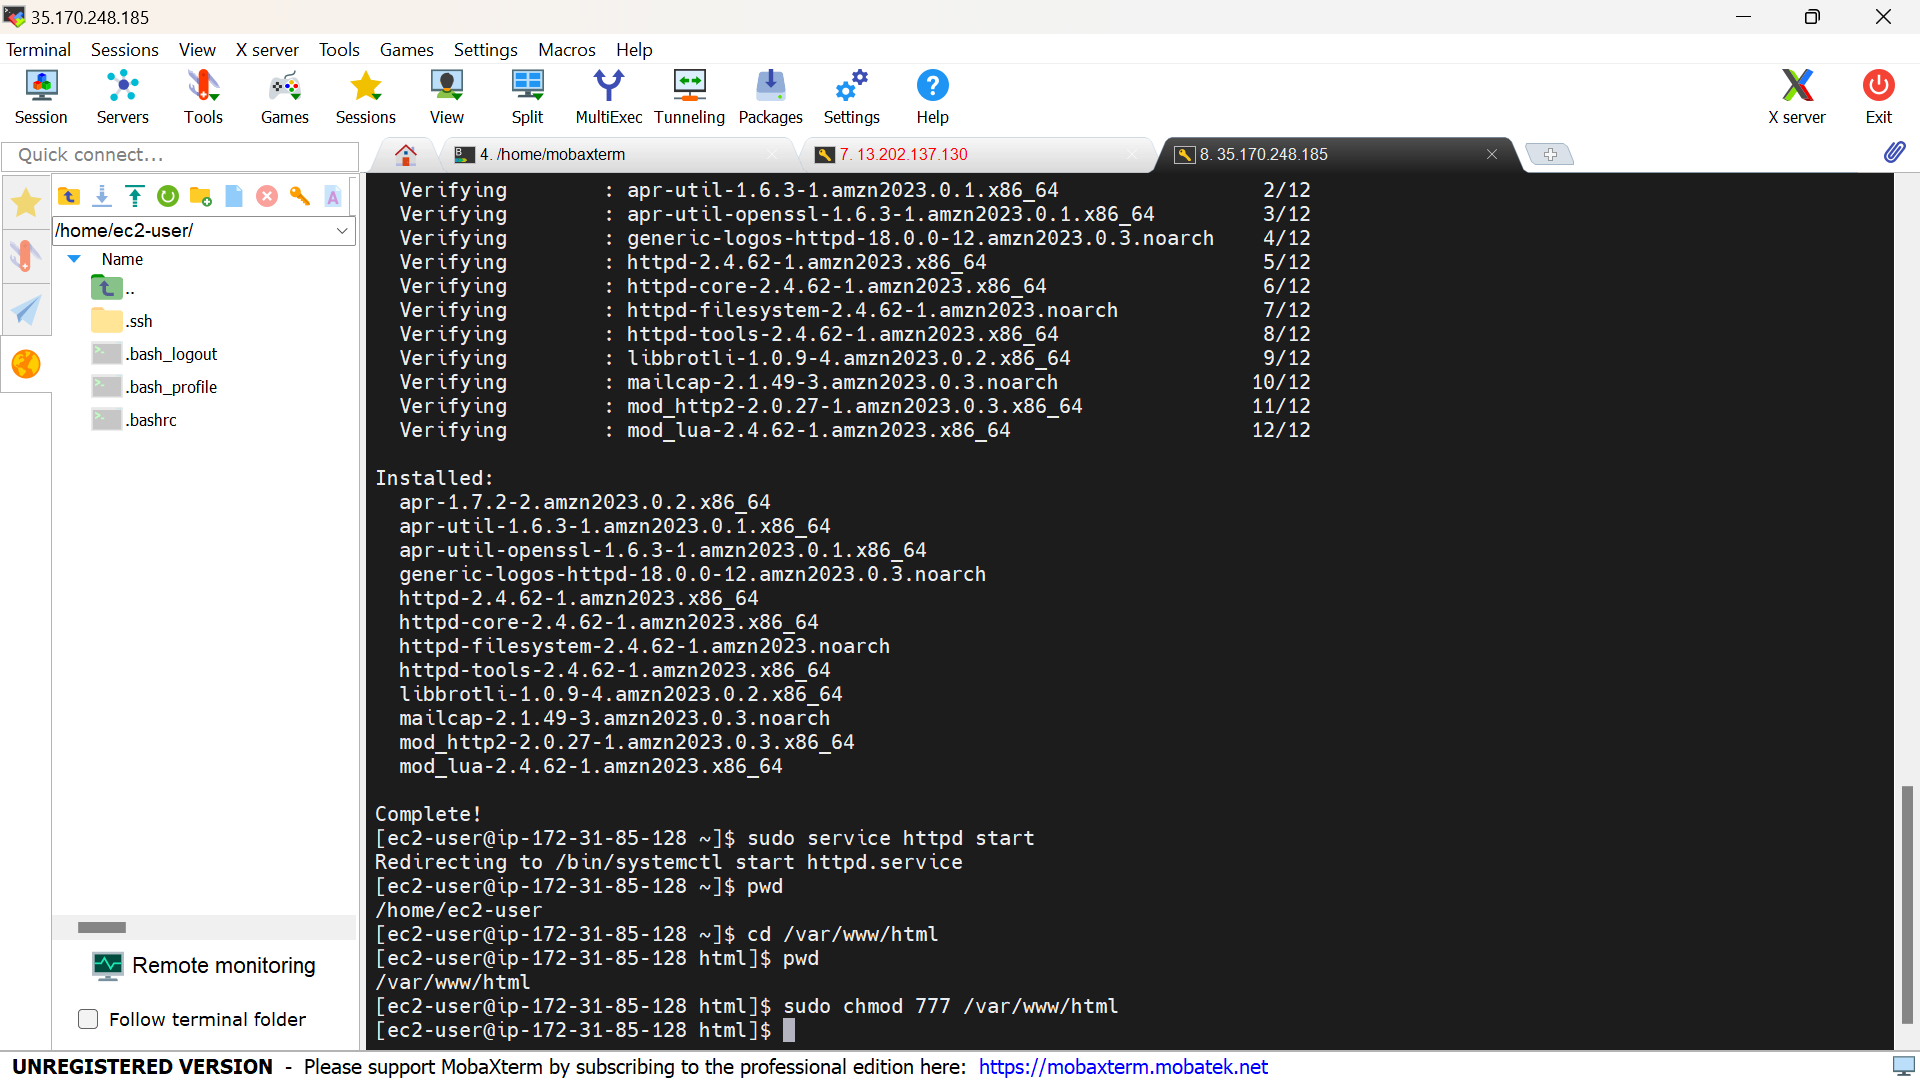 35.170.248.185
Terminal Sessions View X server Tools Games Settings Macros Help
Session Servers Tools Games Sessions View Split MultiExec Tunneling Packages Settings Help X server Exit
Quick connect...
4. /home/mobaxterm
7. 13.202.137.130
8. 35.170.248.185
/home/ec2-user/
Name
..
.ssh
.bash_logout
.bash_profile
.bashrc
Remote monitoring
Follow terminal folder
Verifying : apr-util-1.6.3-1.amzn2023.0.1.x86_64 2/12
Verifying : apr-util-openssl-1.6.3-1.amzn2023.0.1.x86_64 3/12
Verifying : generic-logos-httpd-18.0.0-12.amzn2023.0.3.noarch 4/12
Verifying : httpd-2.4.62-1.amzn2023.x86_64 5/12
Verifying : httpd-core-2.4.62-1.amzn2023.x86_64 6/12
Verifying : httpd-filesystem-2.4.62-1.amzn2023.noarch 7/12
Verifying : httpd-tools-2.4.62-1.amzn2023.x86_64 8/12
Verifying : libbrotli-1.0.9-4.amzn2023.0.2.x86_64 9/12
Verifying : mailcap-2.1.49-3.amzn2023.0.3.noarch 10/12
Verifying : mod_http2-2.0.27-1.amzn2023.0.3.x86_64 11/12
Verifying : mod_lua-2.4.62-1.amzn2023.x86_64 12/12
Installed:
apr-1.7.2-2.amzn2023.0.2.x86_64
apr-util-1.6.3-1.amzn2023.0.1.x86_64
apr-util-openssl-1.6.3-1.amzn2023.0.1.x86_64
generic-logos-httpd-18.0.0-12.amzn2023.0.3.noarch
httpd-2.4.62-1.amzn2023.x86_64
httpd-core-2.4.62-1.amzn2023.x86_64
httpd-filesystem-2.4.62-1.amzn2023.noarch
httpd-tools-2.4.62-1.amzn2023.x86_64
libbrotli-1.0.9-4.amzn2023.0.2.x86_64
mailcap-2.1.49-3.amzn2023.0.3.noarch
mod_http2-2.0.27-1.amzn2023.0.3.x86_64
mod_lua-2.4.62-1.amzn2023.x86_64
Complete!
[ec2-user@ip-172-31-85-128 ~]$ sudo service httpd start
Redirecting to /bin/systemctl start httpd.service
[ec2-user@ip-172-31-85-128 ~]$ pwd
/home/ec2-user
[ec2-user@ip-172-31-85-128 ~]$ cd /var/www/html
[ec2-user@ip-172-31-85-128 html]$ pwd
/var/www/html
[ec2-user@ip-172-31-85-128 html]$ sudo chmod 777 /var/www/html
[ec2-user@ip-172-31-85-128 html]$
UNREGISTERED VERSION - Please support MobaXterm by subscribing to the professional edition here: https://mobaxterm.mobatek.net